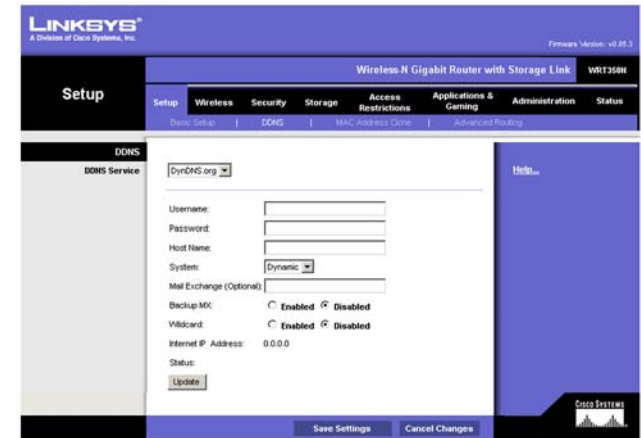 LINKSYS®
A Division of Cisco Systems, Inc.
Firmware Version: v0.05.3
Wireless-N Gigabit Router with Storage Link WRT350N
Setup
Setup Wireless Security Storage Access Restrictions Applications & Gaming Administration Status
Basic Setup | DDNS | MAC Address Clone | Advanced Routing
DDNS
DDNS Service
DynDNS.org
Help...
Username:
Password:
Host Name:
System: Dynamic
Mail Exchange (Optional):
Backup MX: Enabled Disabled
Wildcard: Enabled Disabled
Internet IP Address: 0.0.0.0
Status:
Update
CISCO SYSTEMS
Save Settings Cancel Changes